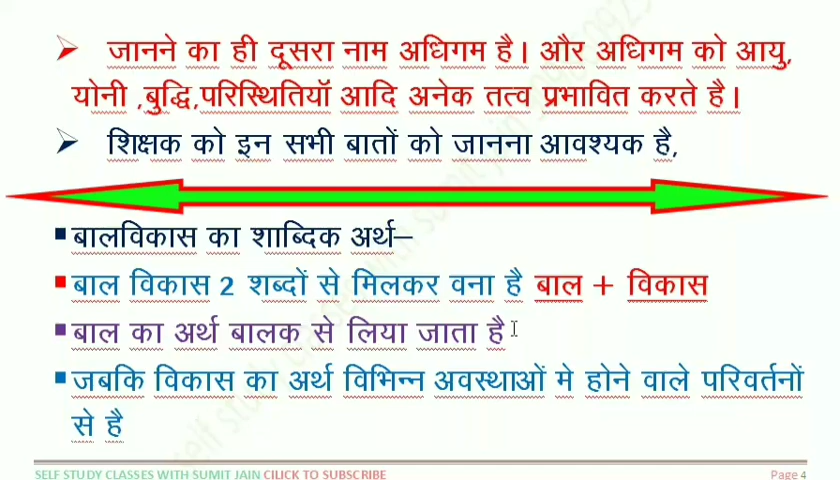 ➢ जानने का ही दूसरा नाम अधिगम है। और अधिगम को आयु,
योनी ,बुद्धि,परिस्थितियॉ आदि अनेक तत्व प्रभावित करते है।
➢ शिक्षक को इन सभी बातों को जानना आवश्यक है,
▪ बालविकास का शाब्दिक अर्थ–
▪ बाल विकास 2 शब्दों से मिलकर वना है बाल + विकास
▪ बाल का अर्थ बालक से लिया जाता है
▪ जबकि विकास का अर्थ विभिन्न अवस्थाओं मे होने वाले परिवर्तनों
से है
SELF STUDY CLASSES WITH SUMIT JAIN CILICK TO SUBSCRIBE Page 4